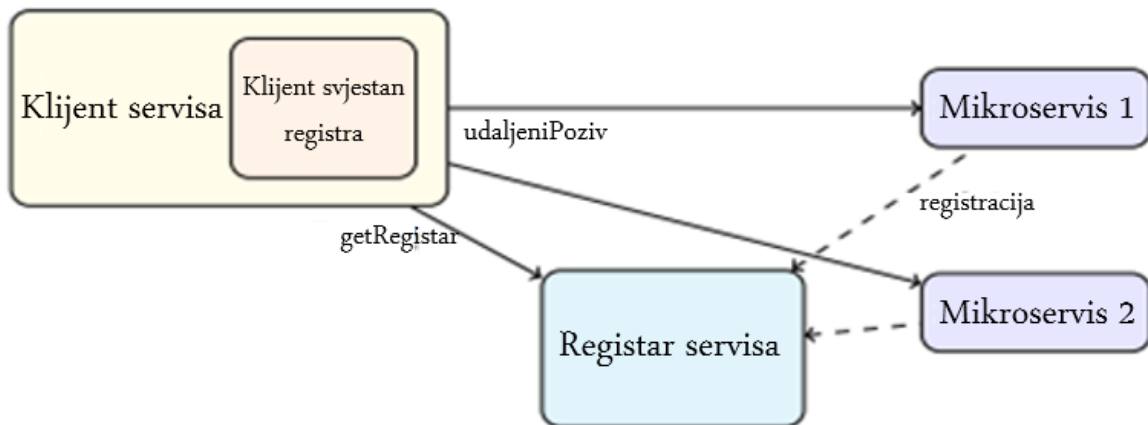 Klijent servisa
Klijent svjestan
registra
udaljeniPoziv
Mikroservis 1
registracija
getRegistar
Mikroservis 2
Registar servisa